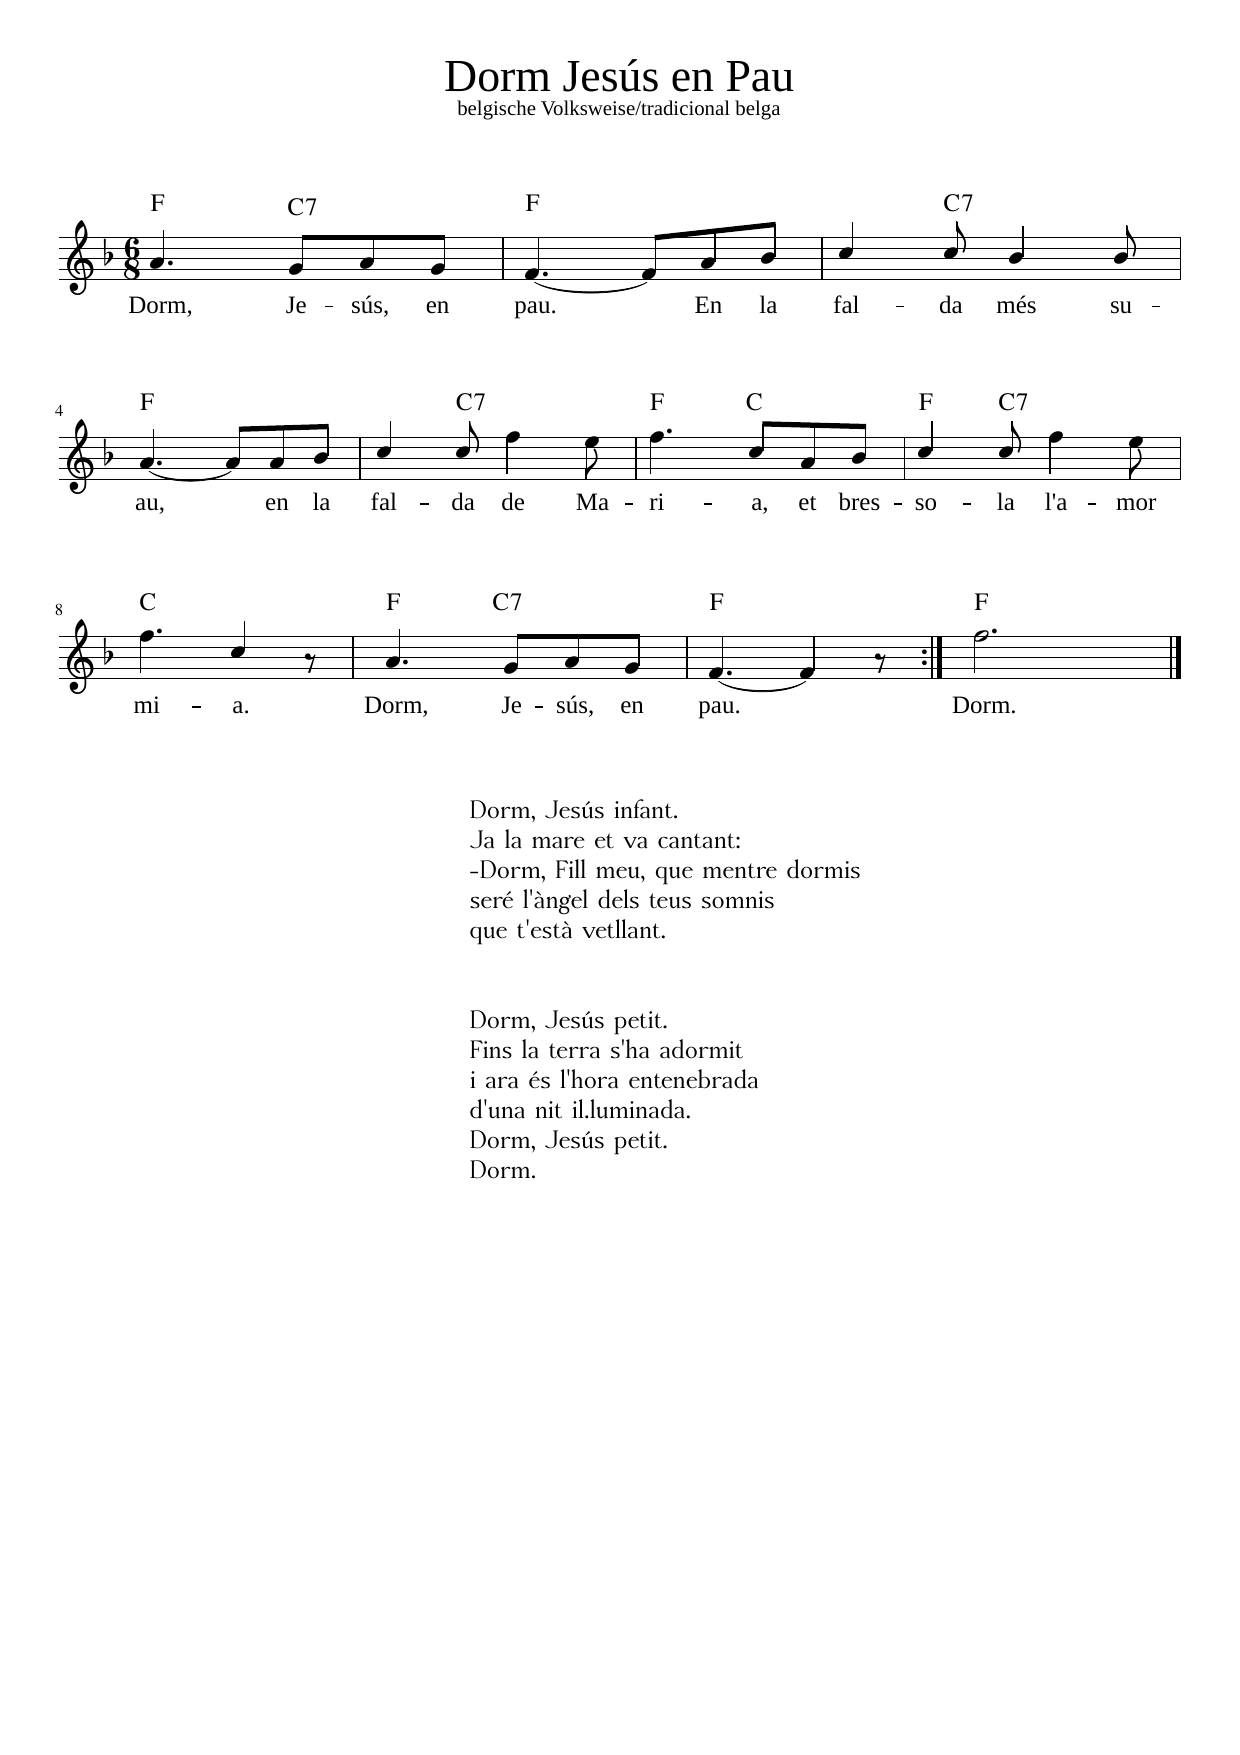 Dorm Jesús en Pau
belgische Volksweise/tradicional belga
F C7 F C7
6
8
Dorm, Je - sús, en pau. En la fal - da més su -
4
F C7 F C F C7
au, en la fal - da de Ma - ri - a, et bres - so - la l'a - mor
8
C F C7 F F
mi - a. Dorm, Je - sús, en pau. Dorm.
Dorm, Jesús infant.
Ja la mare et va cantant:
-Dorm, Fill meu, que mentre dormis
seré l'àngel dels teus somnis
que t'està vetllant.
Dorm, Jesús petit.
Fins la terra s'ha adormit
i ara és l'hora entenebrada
d'una nit il.luminada.
Dorm, Jesús petit.
Dorm.